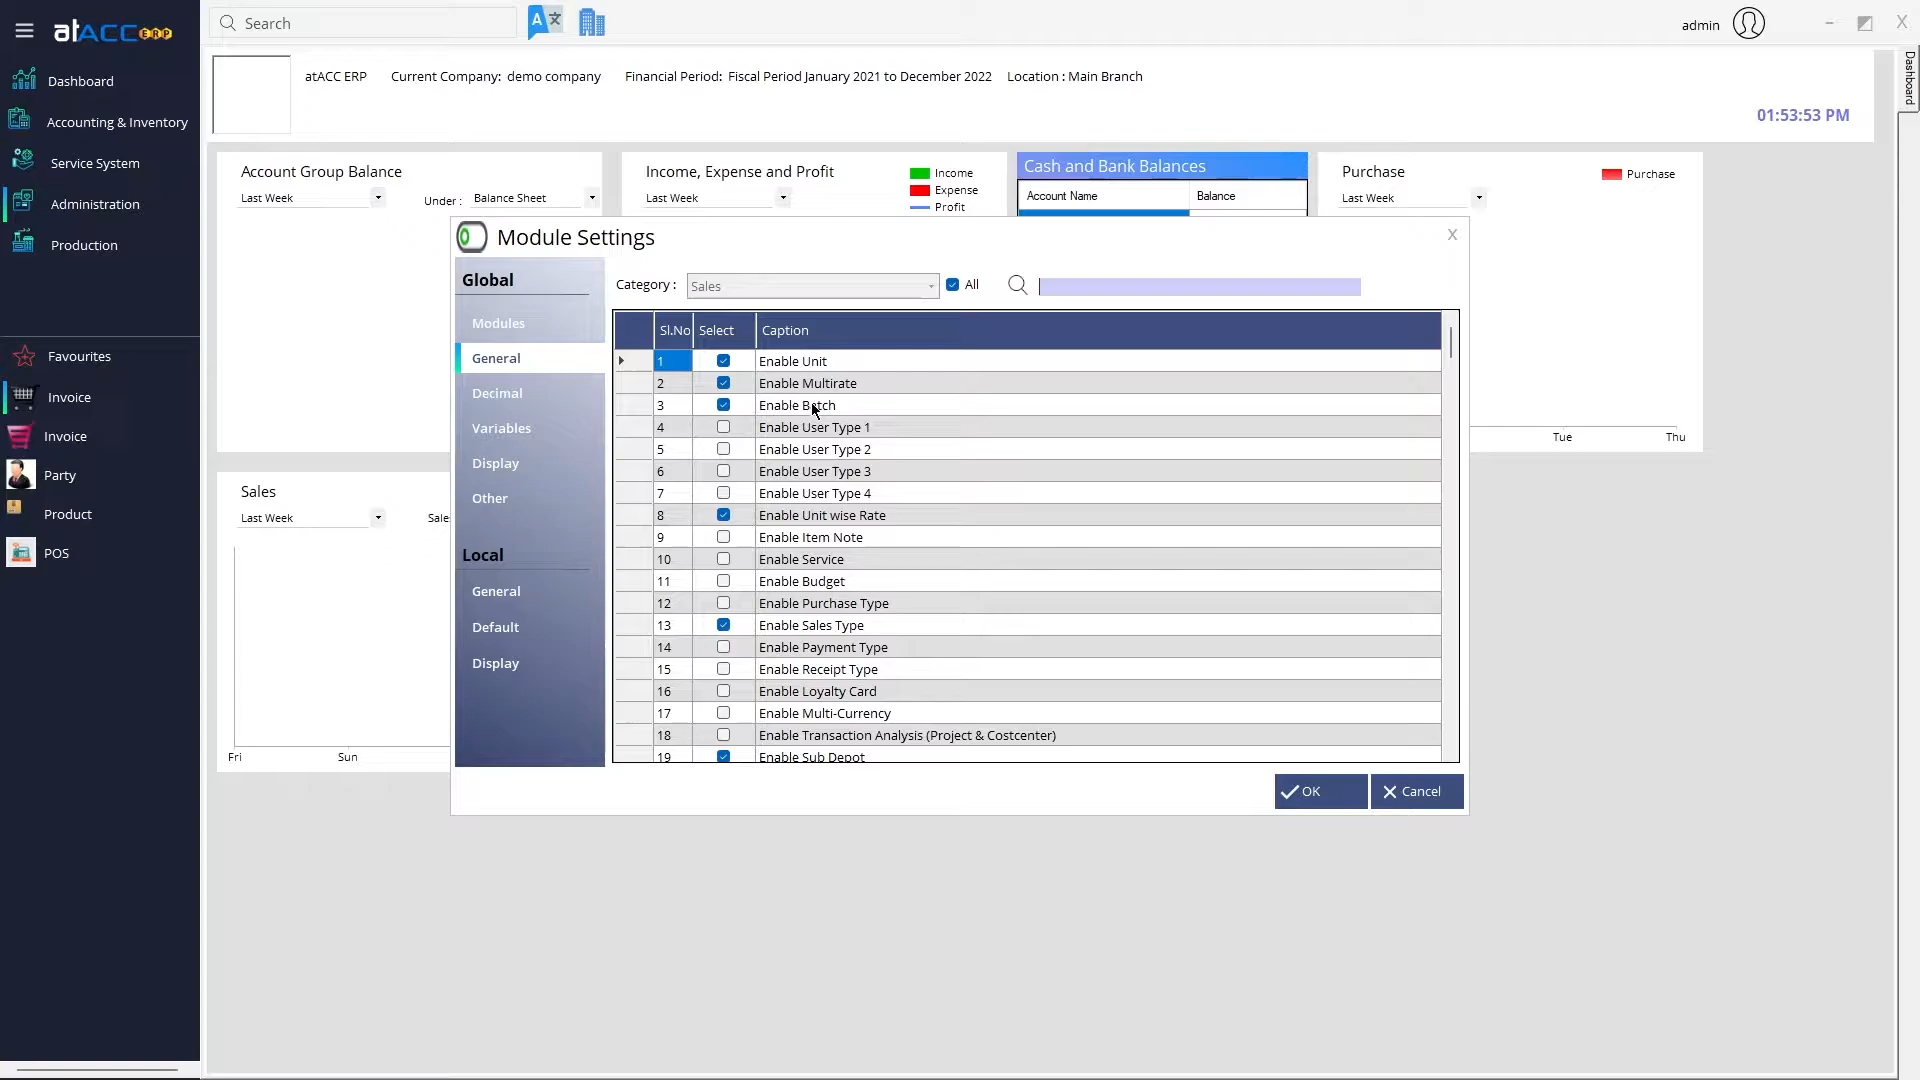 atACC ERP
Dashboard
Accounting & Inventory
Service System
Administration
Production
Favourites
Invoice
Invoice
Party
Product
POS
Search
admin
X
Dashboard
atACC ERP Current Company: demo company Financial Period: Fiscal Period January 2021 to December 2022 Location : Main Branch
01:53:53 PM
Account Group Balance
Last Week Under : Balance Sheet
Income, Expense and Profit
Last Week
Income
Expense
Profit
Cash and Bank Balances
Account Name Balance
Purchase
Last Week
Purchase
Tue Thu
Sales
Last Week Sale
Fri Sun
Module Settings
X
Global
Modules
General
Decimal
Variables
Display
Other
Local
General
Default
Display
Category : Sales All
Sl.No Select Caption
1 Enable Unit
2 Enable Multirate
3 Enable Batch
4 Enable User Type 1
5 Enable User Type 2
6 Enable User Type 3
7 Enable User Type 4
8 Enable Unit wise Rate
9 Enable Item Note
10 Enable Service
11 Enable Budget
12 Enable Purchase Type
13 Enable Sales Type
14 Enable Payment Type
15 Enable Receipt Type
16 Enable Loyalty Card
17 Enable Multi-Currency
18 Enable Transaction Analysis (Project & Costcenter)
19 Enable Sub Depot
OK Cancel